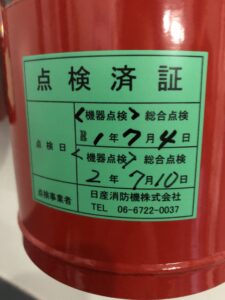 点検済証
<機器点検> 総合点検
点検日
1年7月4日
<機器点検> 総合点検
2年7月10日
点検事業者
日産消防機株式会社
TEL 06-6722-0037